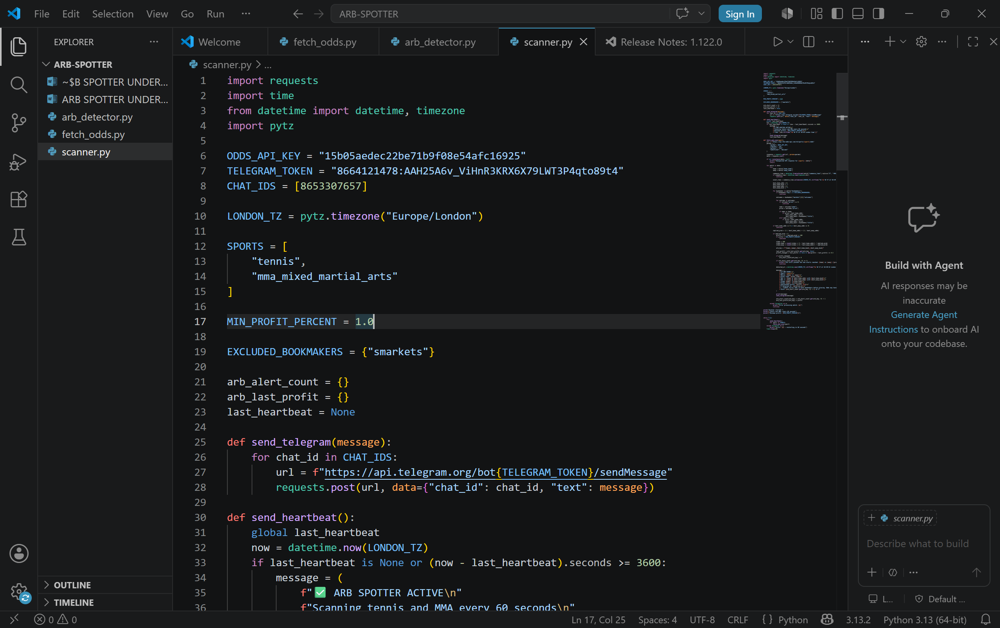 File Edit Selection View Go Run ···
ARB-SPOTTER
Sign In
EXPLORER
ARB-SPOTTER
~$B SPOTTER UNDER...
ARB SPOTTER UNDER...
arb_detector.py
fetch_odds.py
scanner.py
OUTLINE
TIMELINE
Welcome
fetch_odds.py
arb_detector.py
scanner.py
Release Notes: 1.122.0
scanner.py > ...
1 import requests
2 import time
3 from datetime import datetime, timezone
4 import pytz
5
6 ODDS_API_KEY = "15b05aedec22be71b9f08e54afc16925"
7 TELEGRAM_TOKEN = "8664121478:AAH25A6v_ViHnR3KRX6X79LWT3P4qto89t4"
8 CHAT_IDS = [8653307657]
9
10 LONDON_TZ = pytz.timezone("Europe/London")
11
12 SPORTS = [
13     "tennis",
14     "mma_mixed_martial_arts"
15 ]
16
17 MIN_PROFIT_PERCENT = 1.0
18
19 EXCLUDED_BOOKMAKERS = {"smarkets"}
20
21 arb_alert_count = {}
22 arb_last_profit = {}
23 last_heartbeat = None
24
25 def send_telegram(message):
26     for chat_id in CHAT_IDS:
27         url = f"https://api.telegram.org/bot{TELEGRAM_TOKEN}/sendMessage"
28         requests.post(url, data={"chat_id": chat_id, "text": message})
29
30 def send_heartbeat():
31     global last_heartbeat
32     now = datetime.now(LONDON_TZ)
33     if last_heartbeat is None or (now - last_heartbeat).seconds >= 3600:
34         message = (
35             f"✅ ARB SPOTTER ACTIVE\n"
36             f"Scanning tennis and MMA every 60 seconds\n"
Build with Agent
AI responses may be
inaccurate
Generate Agent
Instructions to onboard AI
onto your codebase.
scanner.py
Describe what to build
L...
Default ...
0 0
Ln 17, Col 25
Spaces: 4
UTF-8
CRLF
{ } Python
3.13.2
Python 3.13 (64-bit)